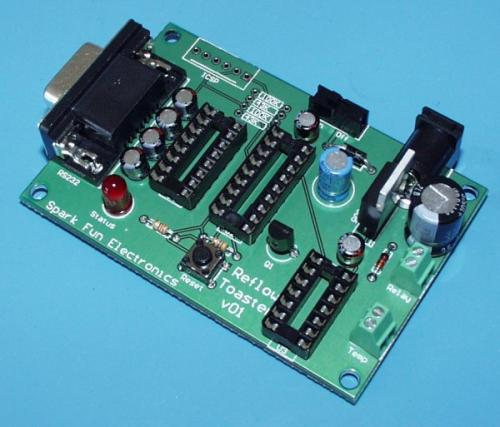 ICSP
RS232
Status
Spark Fun Electronics
Reset
Reflow
Toaster
v01
Q1
Relay
Temp